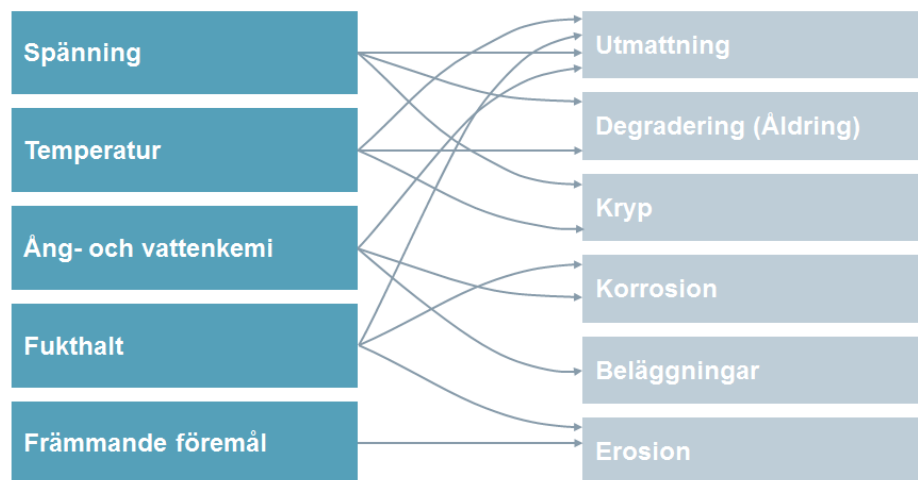 Spänning
Temperatur
Ång- och vattenkemi
Fukthalt
Främmande föremål
Utmattning
Degradering (Åldring)
Kryp
Korrosion
Beläggningar
Erosion